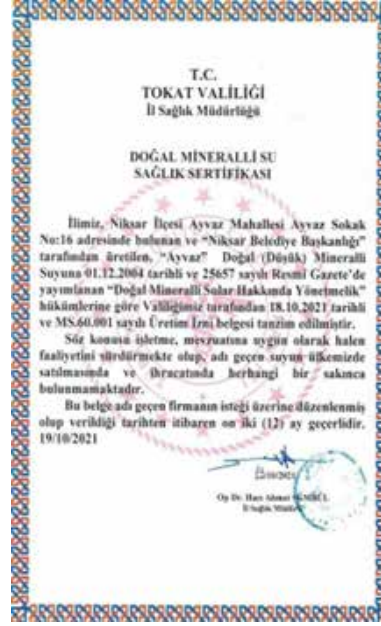 T.C.
TOKAT VALİLİĞİ
İl Sağlık Müdürlüğü
DOĞAL MİNERALLİ SU
SAĞLIK SERTİFİKASI
İlimiz, Niksar İlçesi Ayvaz Mahallesi Ayvaz Sokak
No:16 adresinde bulunan ve “Niksar Belediye Başkanlığı”
tarafından üretilen, “Ayvaz” Doğal (Düşük) Mineralli
Suyuna 01.12.2004 tarihli ve 25657 sayılı Resmi Gazete’de
yayımlanan “Doğal Mineralli Sular Hakkında Yönetmelik”
hükümlerine göre Valiliğimiz tarafından 18.10.2021 tarihli
ve MS.60.001 sayılı Üretim İzni belgesi tanzim edilmiştir.
Söz konusu işletme, mevzuatına uygun olarak halen
faaliyetini sürdürmekte olup, adı geçen suyun ülkemizde
satılmasında ve ihracatında herhangi bir sakınca
bulunmamaktadır.
Bu belge adı geçen firmanın isteği üzerine düzenlenmiş
olup verildiği tarihten itibaren on iki (12) ay geçerlidir.
19/10/2021
Op Dr.
İl Sağlık Müdürü